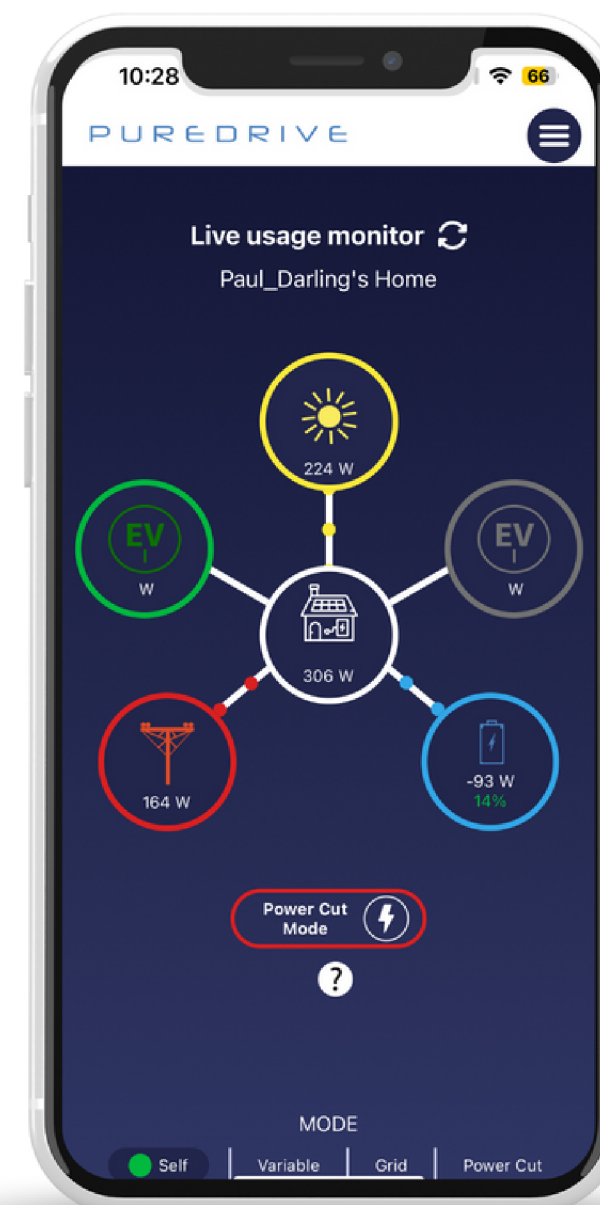 10:28
66
PUREDRIVE
Live usage monitor
Paul_Darling's Home
224 W
EV
W
EV
W
306 W
164 W
-93 W
14%
Power Cut
Mode
?
MODE
Self
Variable
Grid
Power Cut